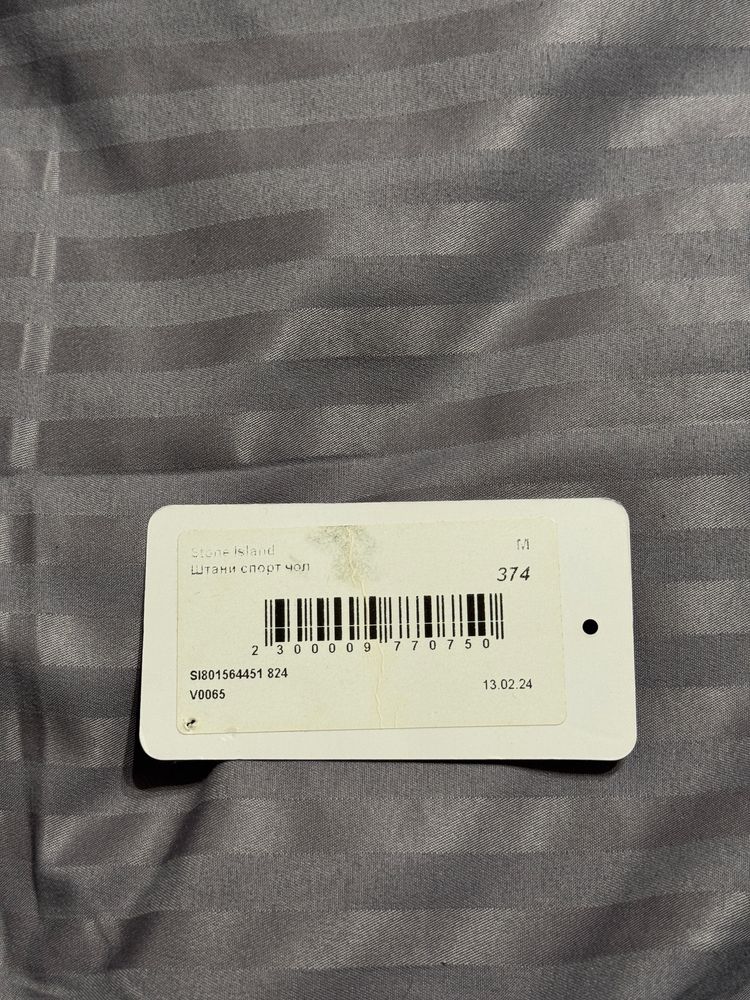 Stone Island M
Штани спорт чол 374
2 300009 770750
SI801564451 824
V0065 13.02.24